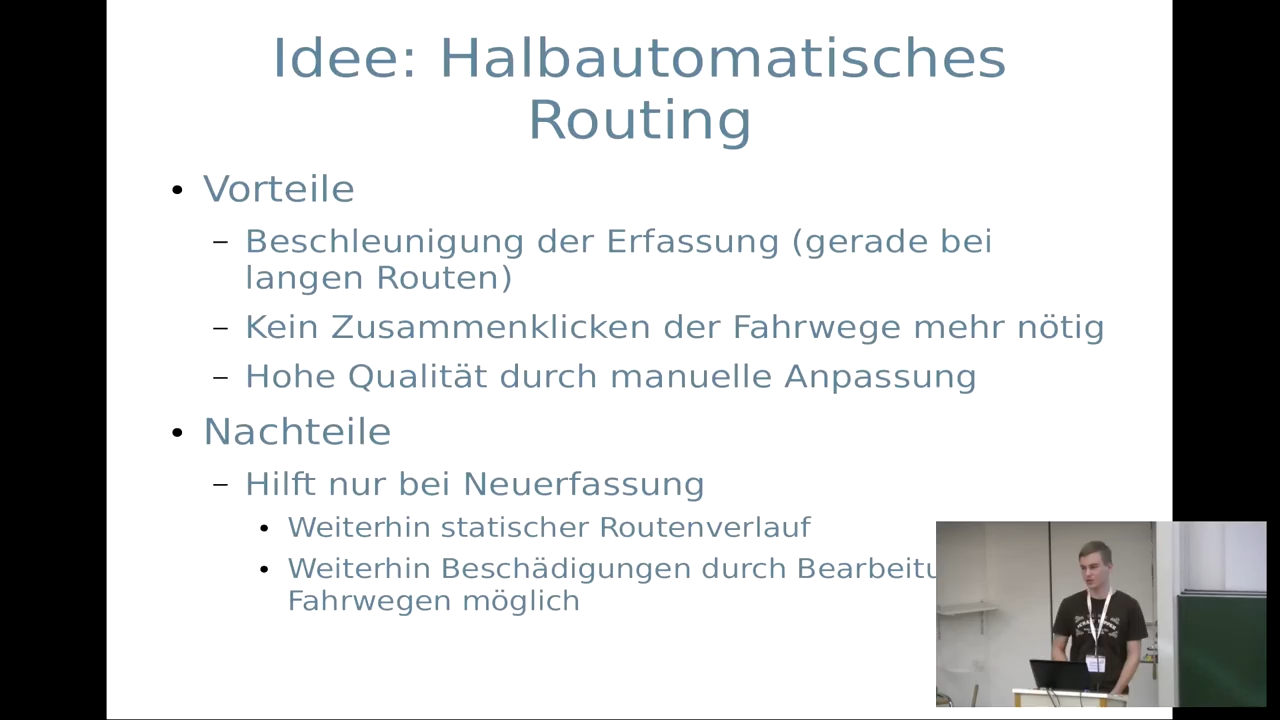 Idee: Halbautomatisches
Routing
• Vorteile
– Beschleunigung der Erfassung (gerade bei
langen Routen)
– Kein Zusammenklicken der Fahrwege mehr nötig
– Hohe Qualität durch manuelle Anpassung
• Nachteile
– Hilft nur bei Neuerfassung
• Weiterhin statischer Routenverlauf
• Weiterhin Beschädigungen durch Bearbeitu
Fahrwegen möglich